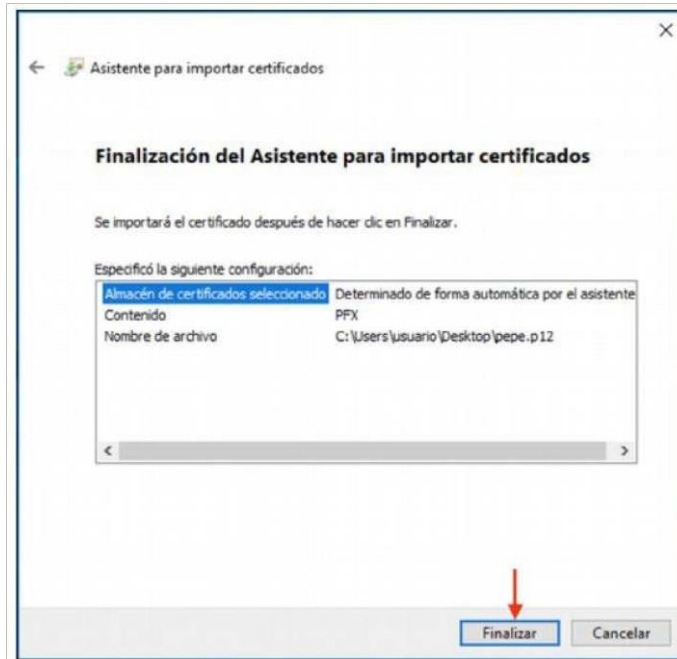 Asistente para importar certificados
Finalización del Asistente para importar certificados
Se importará el certificado después de hacer clic en Finalizar.
Especificó la siguiente configuración:
Almacén de certificados seleccionado Determinado de forma automática por el asistente
Contenido PFX
Nombre de archivo C:\Users\usuario\Desktop\pepe.p12
Finalizar Cancelar